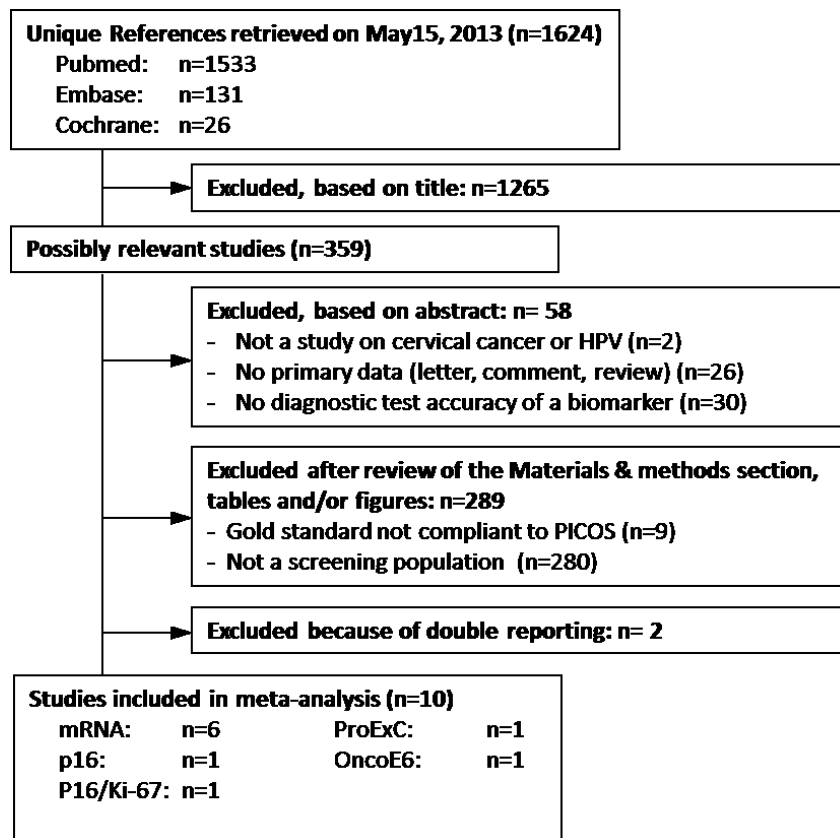 Unique References retrieved on May15, 2013 (n=1624)
Pubmed: n=1533
Embase: n=131
Cochrane: n=26
Excluded, based on title: n=1265
Possibly relevant studies (n=359)
Excluded, based on abstract: n= 58
- Not a study on cervical cancer or HPV (n=2)
- No primary data (letter, comment, review) (n=26)
- No diagnostic test accuracy of a biomarker (n=30)
Excluded after review of the Materials & methods section,
tables and/or figures: n=289
- Gold standard not compliant to PICOS (n=9)
- Not a screening population (n=280)
Excluded because of double reporting: n= 2
Studies included in meta-analysis (n=10)
mRNA: n=6 ProExC: n=1
p16: n=1 OncoE6: n=1
P16/Ki-67: n=1